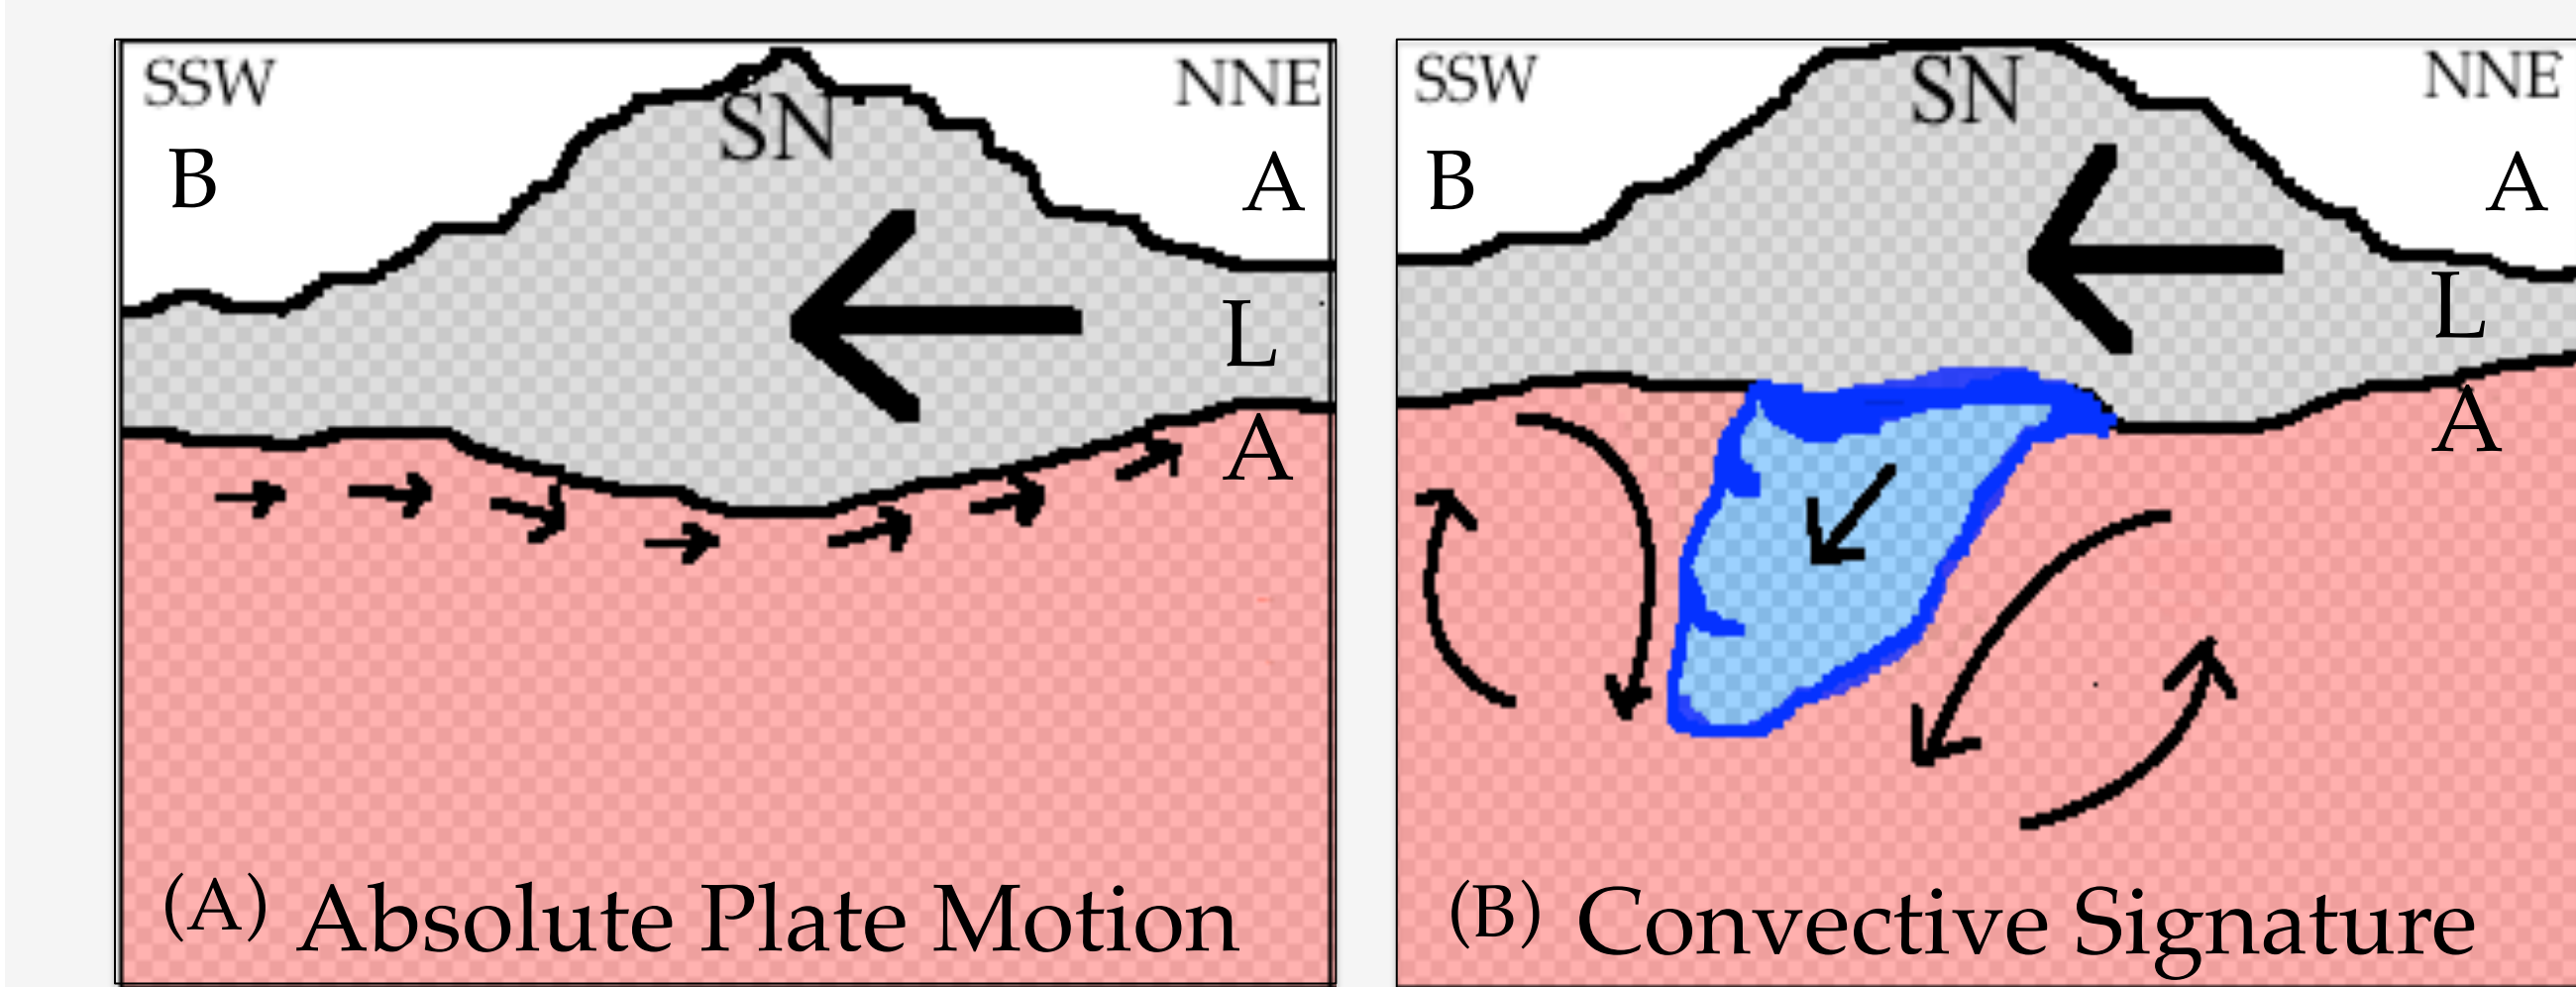 SSW
SN
NNE
B
A
L
A
(A) Absolute Plate Motion
SSW
SN
NNE
B
A
L
A
(B) Convective Signature